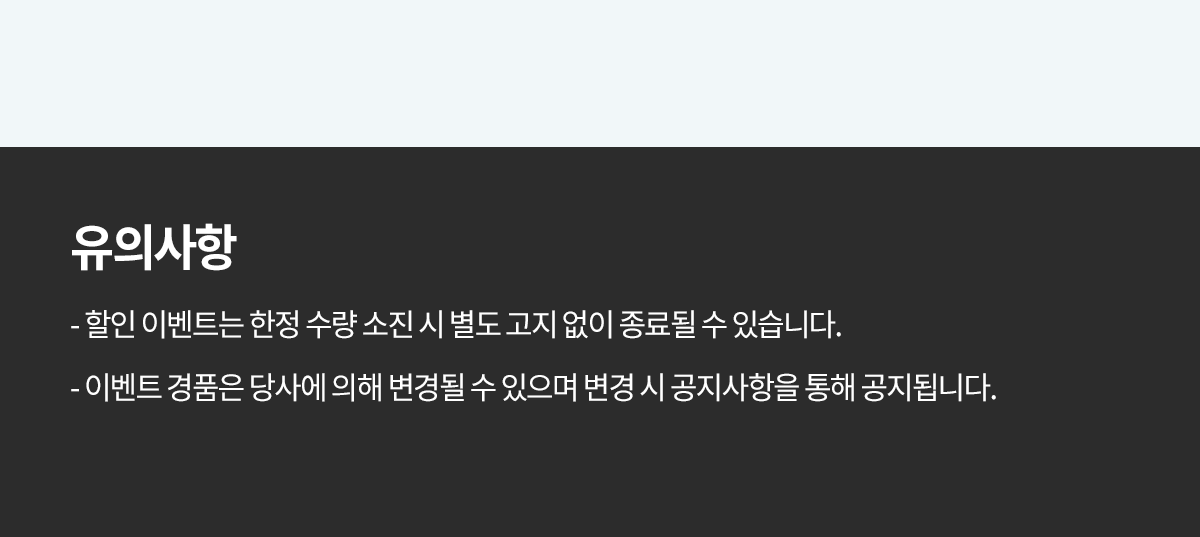 유의사항
- 할인 이벤트는 한정 수량 소진 시 별도 고지 없이 종료될 수 있습니다.
- 이벤트 경품은 당사에 의해 변경될 수 있으며 변경 시 공지사항을 통해 공지됩니다.